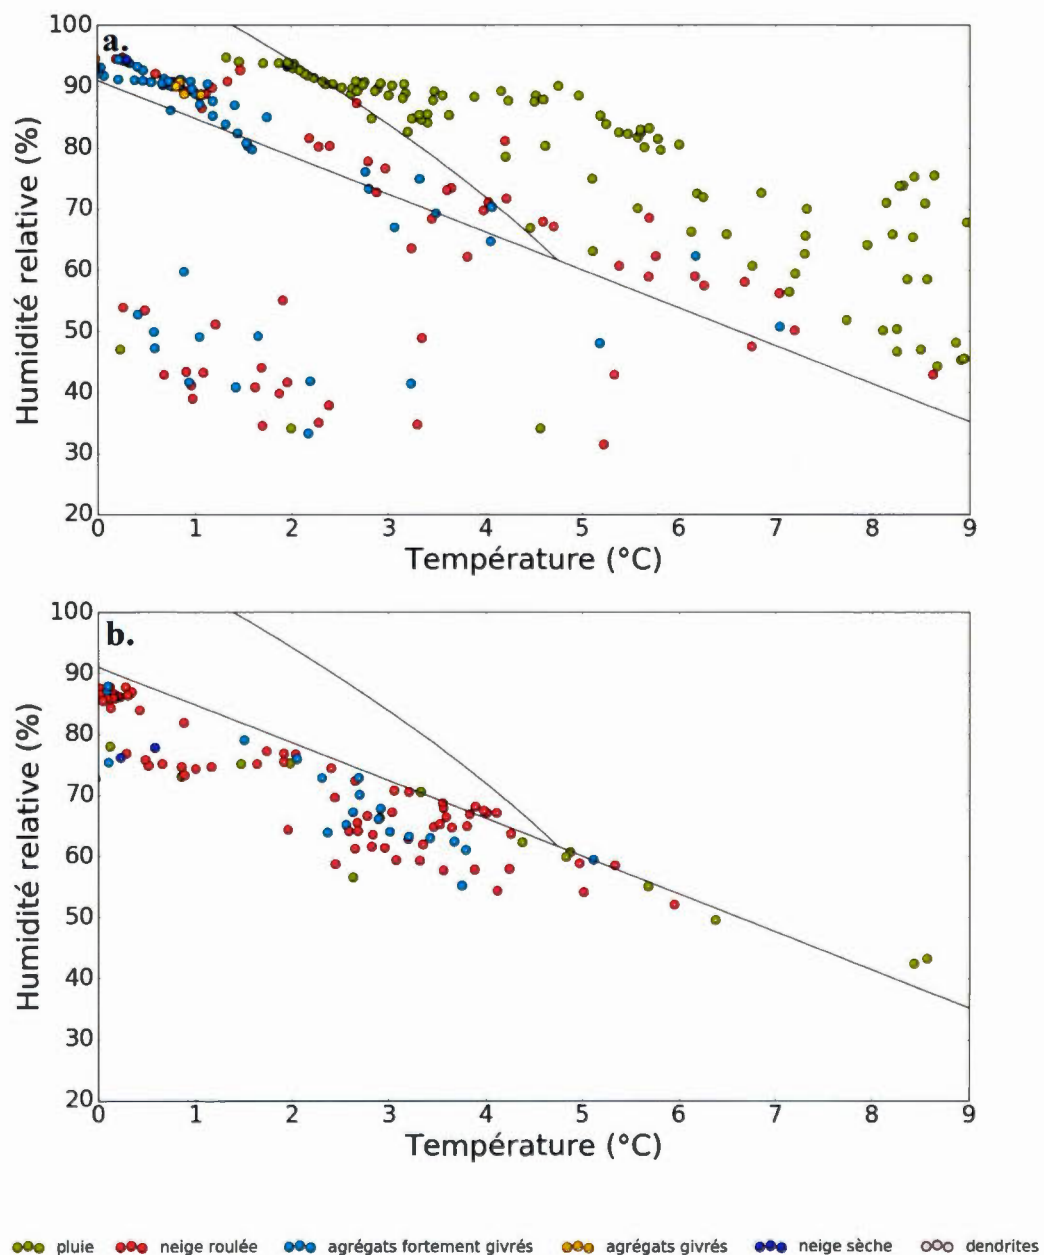 100
a.
90
80
70
60
50
40
30
20
0 1 2 3 4 5 6 7 8 9
Humidité relative (%)
Température (°C)
100
b.
90
80
70
60
50
40
30
20
0 1 2 3 4 5 6 7 8 9
Humidité relative (%)
Température (°C)
pluie neige roulée agrégats fortement givrés agrégats givrés neige sèche dendrites